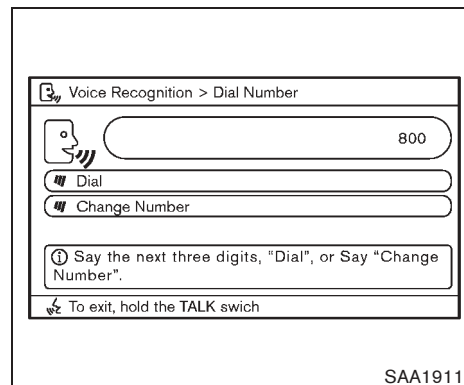 Voice Recognition > Dial Number
800
Dial
Change Number
ⓘ Say the next three digits, “Dial”, or Say “Change
Number”.
To exit, hold the TALK swich
SAA1911